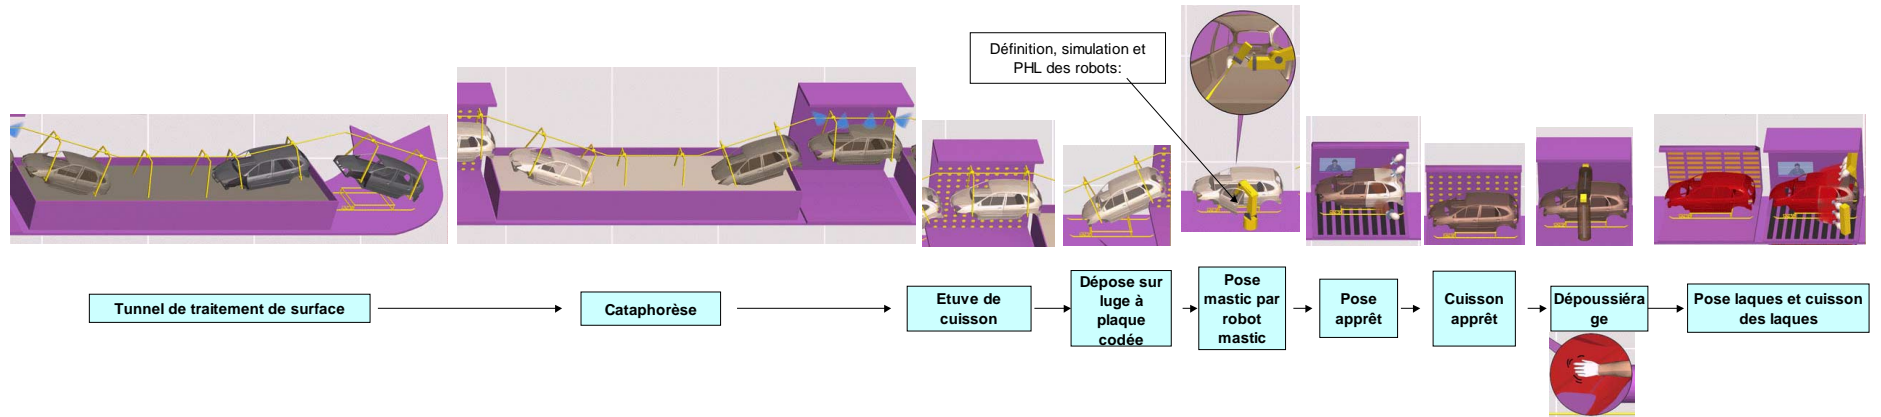 Définition, simulation et
PHL des robots:
Tunnel de traitement de surface
Cataphorèse
Etuve de
cuisson
Dépose sur
luge à
plaque
codée
Pose
mastic par
robot
mastic
Pose
apprêt
Cuisson
apprêt
Dépoussiéra
ge
Pose laques et cuisson
des laques